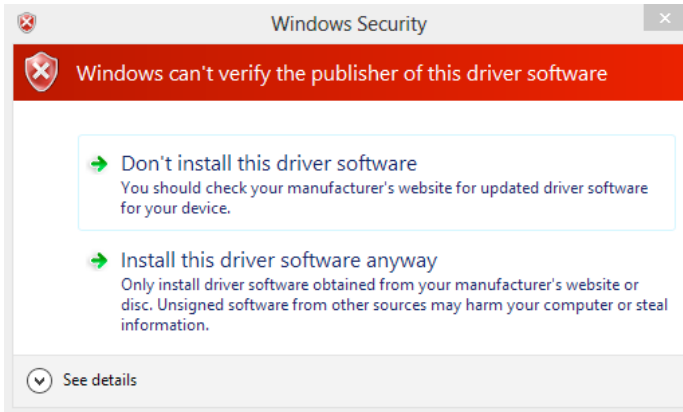 Windows Security
Windows can't verify the publisher of this driver software
Don't install this driver software
You should check your manufacturer's website for updated driver software
for your device.
Install this driver software anyway
Only install driver software obtained from your manufacturer's website or
disc. Unsigned software from other sources may harm your computer or steal
information.
See details